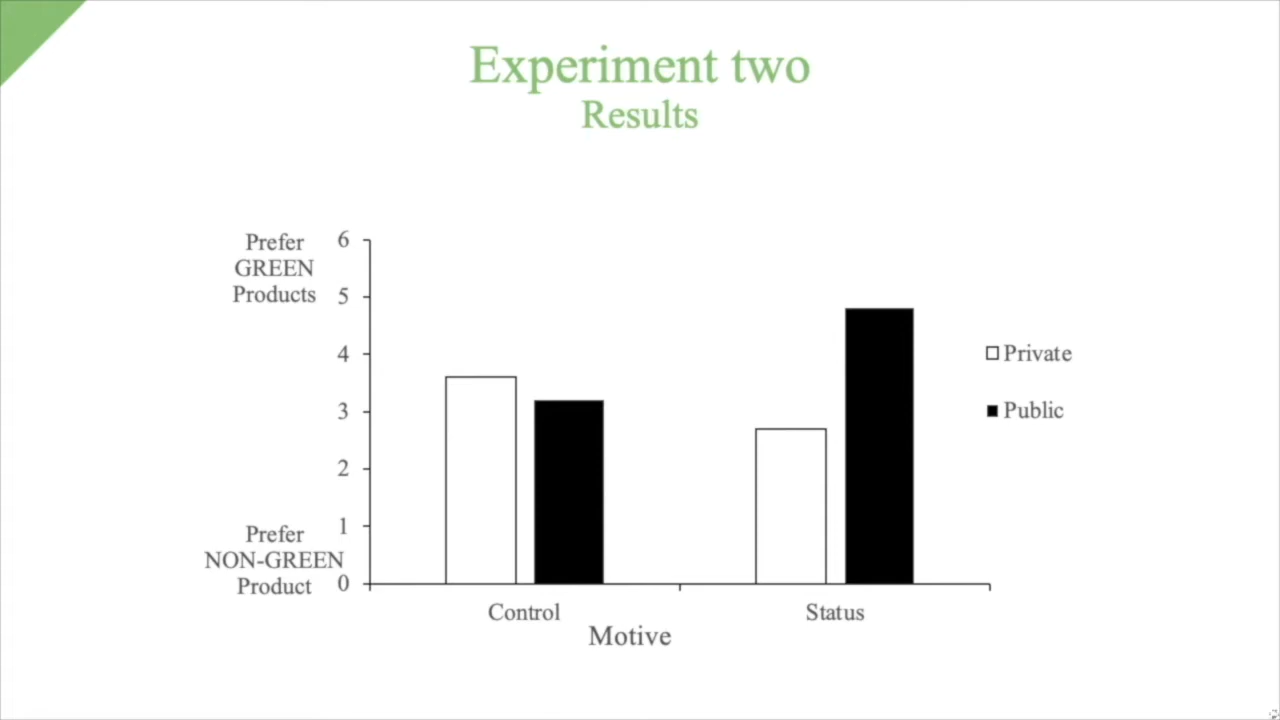 Experiment two
Results
Prefer
GREEN
Products
6
5
4
3
2
1
0
Prefer
NON-GREEN
Product
Private
Public
Control
Status
Motive